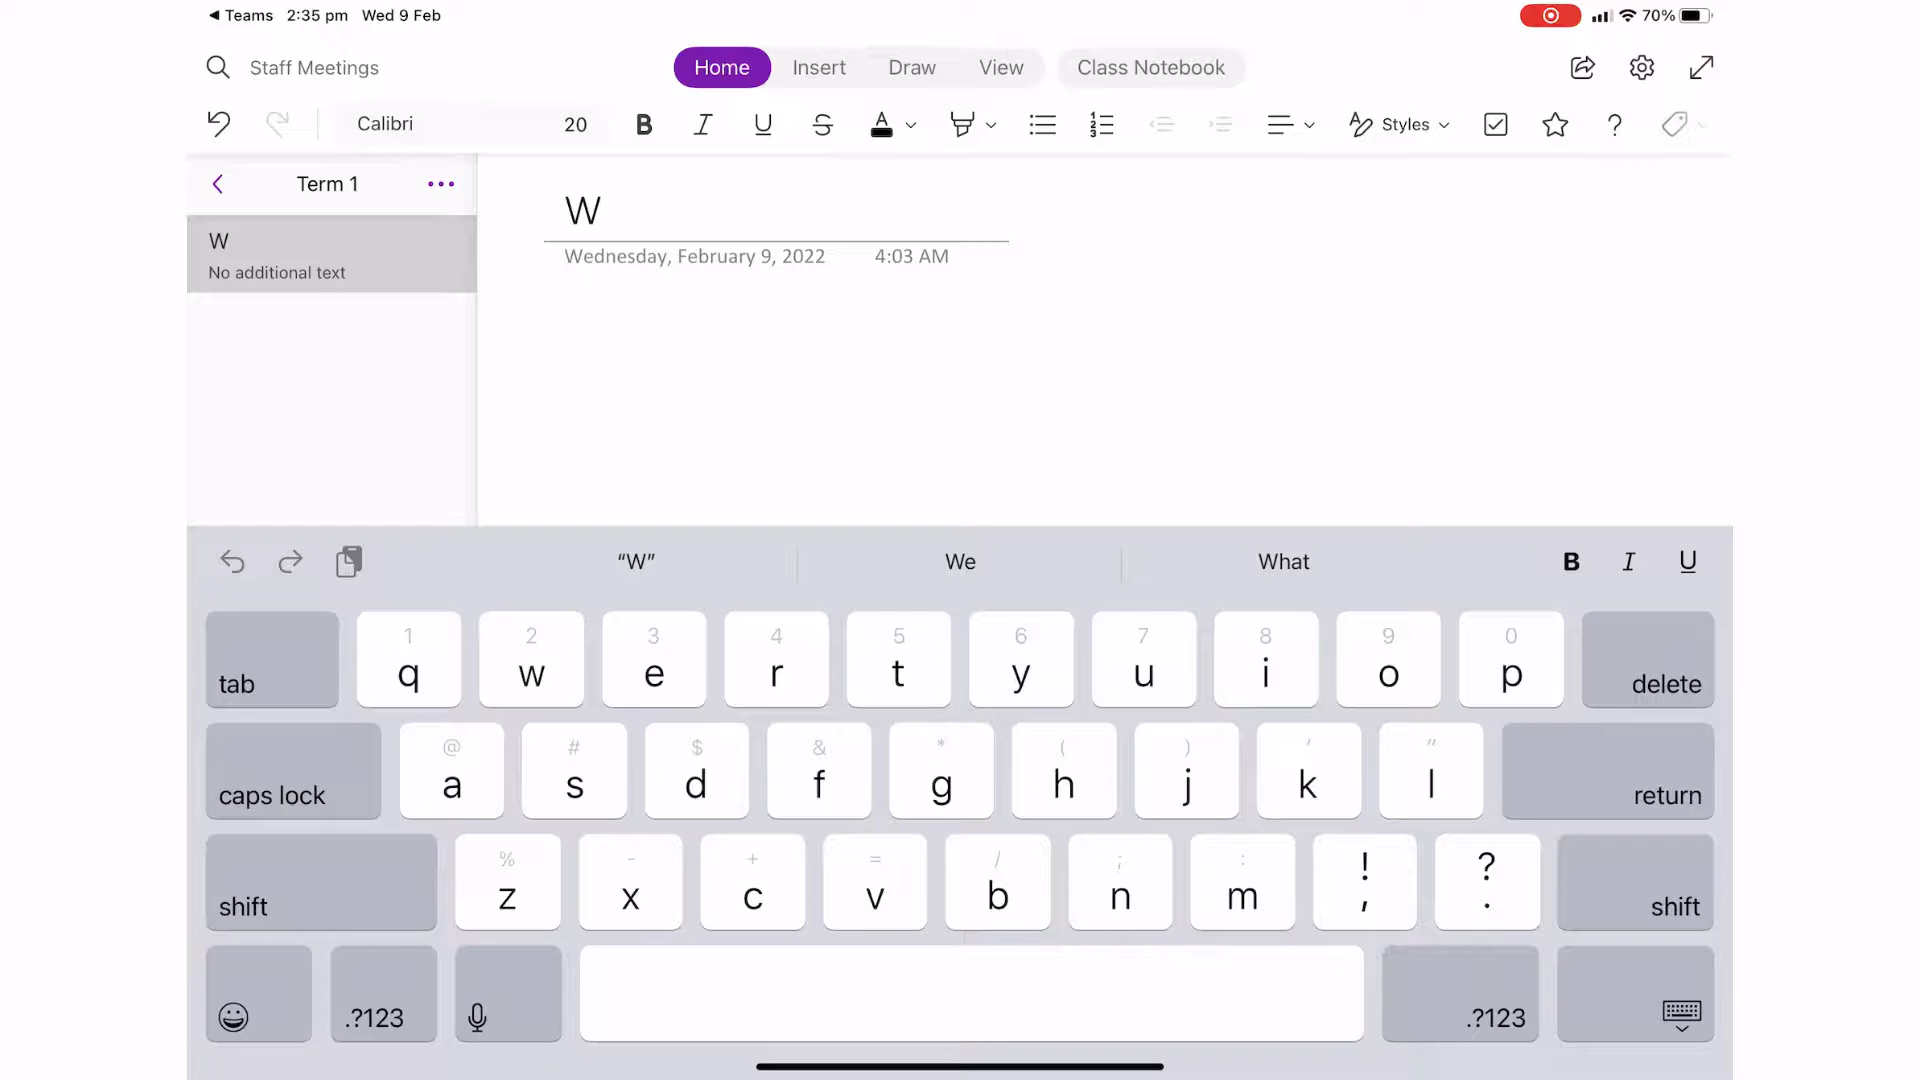 Teams 2:35 pm Wed 9 Feb 70%
Staff Meetings Home Insert Draw View Class Notebook
Calibri 20 B I U S A Styles ?
Term 1
W
No additional text
W
Wednesday, February 9, 2022 4:03 AM
“W” We What B I U
tab 1 q 2 w 3 e 4 r 5 t 6 y 7 u 8 i 9 o 0 p delete
caps lock @ a # s $ d & f * g ( h ) j ' k " l return
shift % z - x + c = v / b ; n : m ! , ? . shift
.?123 .?123